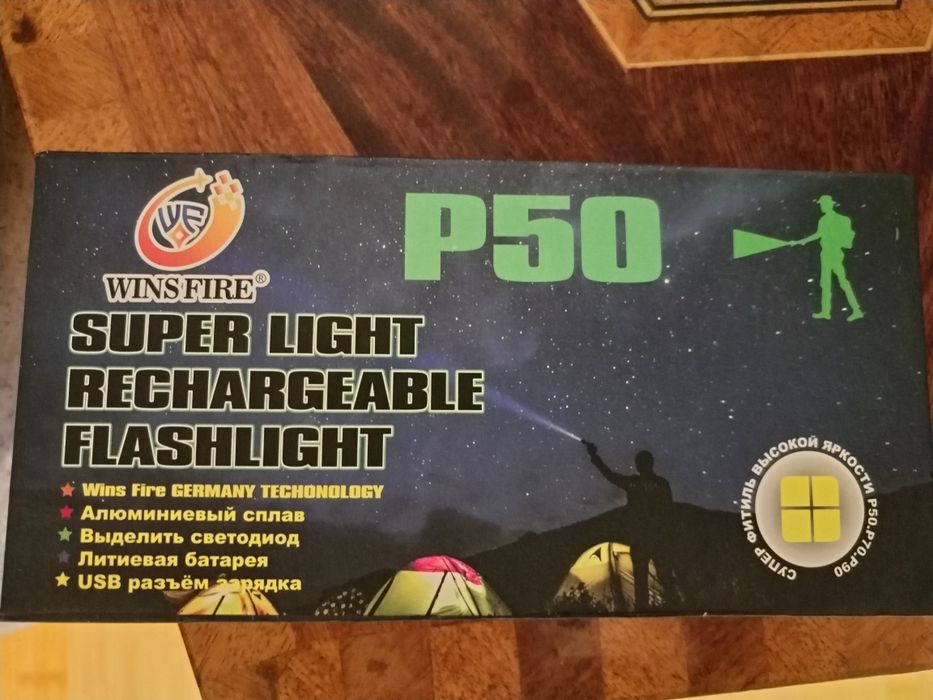 WF
WINS FIRE®
P50
SUPER LIGHT
RECHARGEABLE
FLASHLIGHT
Wins Fire GERMANY TECHONOLOGY
Алюминиевый сплав
Выделить светодиод
Литиевая батарея
USB разъём зарядка
СУПЕР ФИТИЛЬ ВЫСОКОЙ ЯРКОСТИ P50.P70.P90